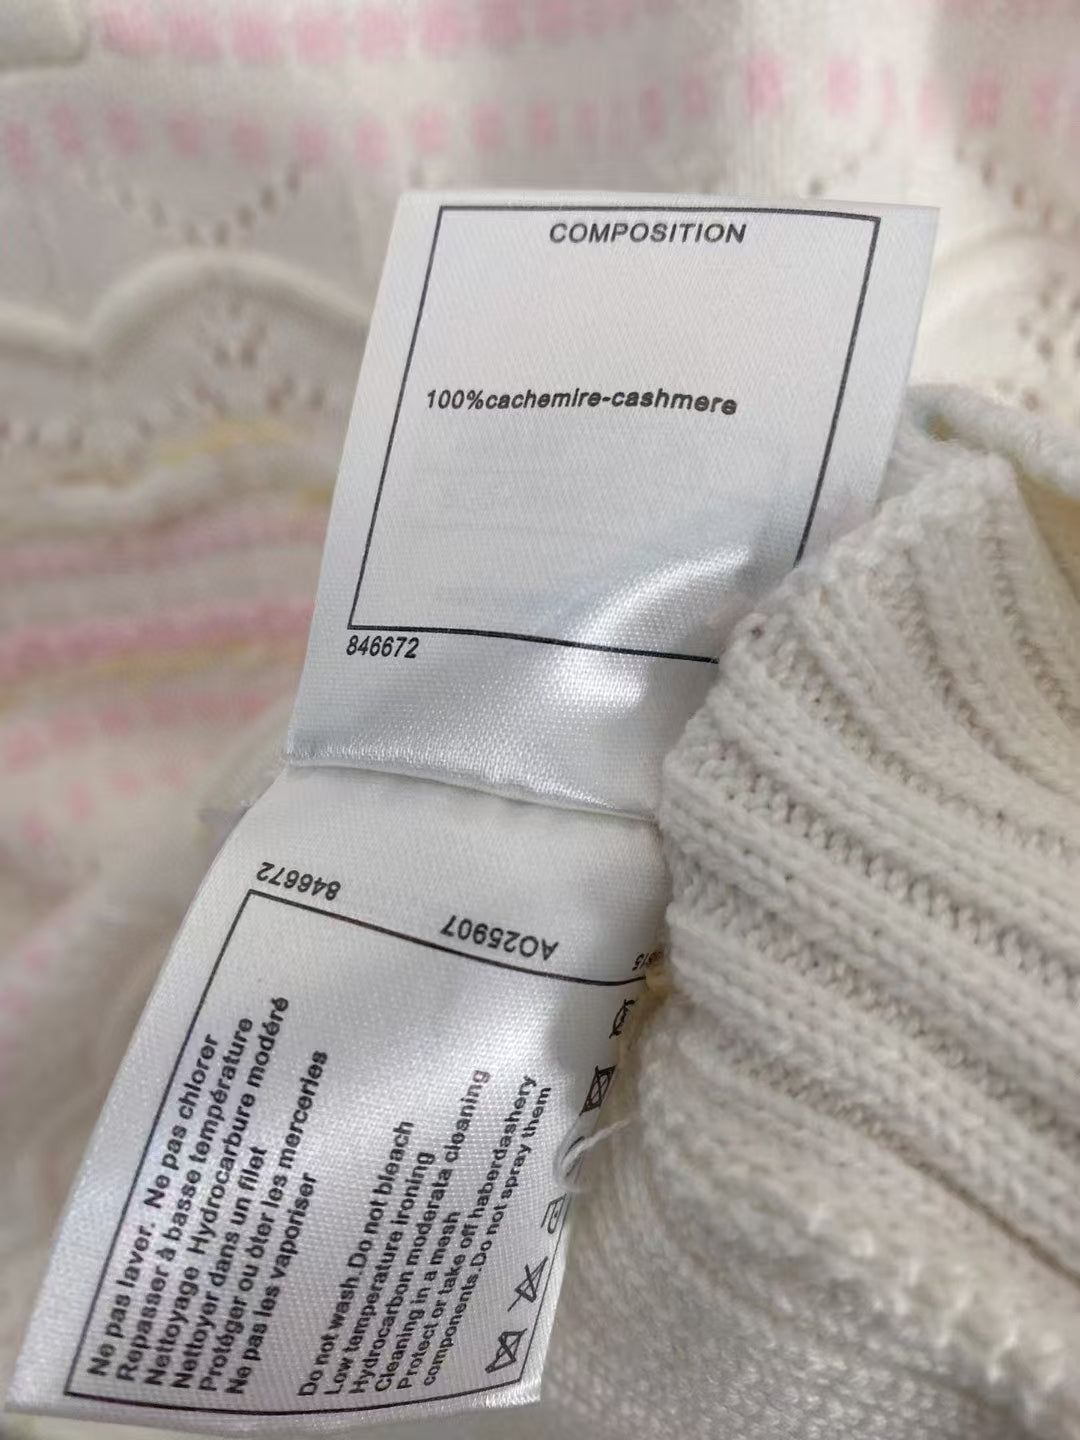 COMPOSITION
100%cachemire-cashmere
846672
846672
AO25907
Ne pas laver. Ne pas chlorer
Repasser à basse température
Nettoyage Hydrocarbure modéré
Nettoyer dans un filet
Protéger ou ôter les merceries
Ne pas les vaporiser
Do not wash.Do not bleach
Low temperature ironing
Hydrocarbon moderata cleaning
Cleaning in a mesh
Protect or take off haberdashery
components.Do not spray them